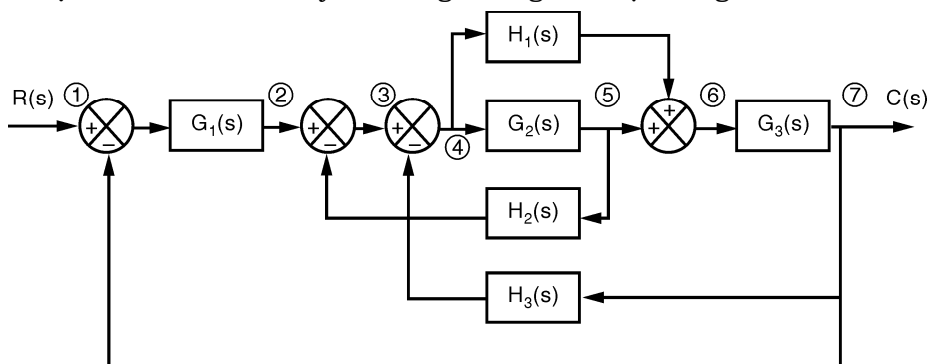 H₁(s)
R(s) ① ② ③ ⑤ ⑥ ⑦ C(s)
+ − G₁(s) + − − G₂(s) + + G₃(s)
④
H₂(s)
H₃(s)